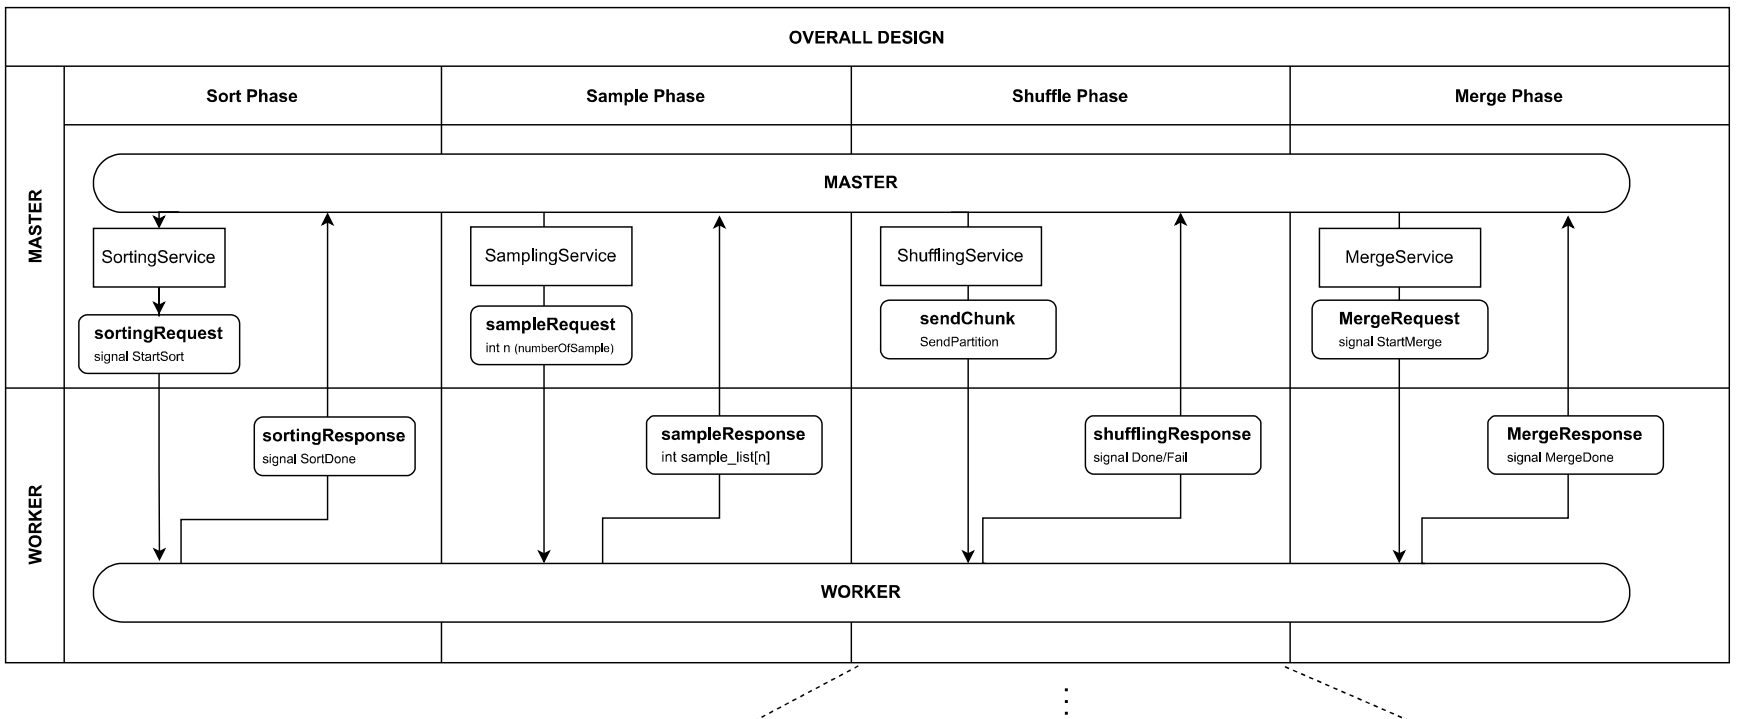 OVERALL DESIGN
Sort Phase
Sample Phase
Shuffle Phase
Merge Phase
MASTER
MASTER
SortingService
SamplingService
ShufflingService
MergeService
sortingRequest
signal StartSort
sampleRequest
int n (numberOfSample)
sendChunk
SendPartition
MergeRequest
signal StartMerge
WORKER
sortingResponse
signal SortDone
sampleResponse
int sample_list[n]
shufflingResponse
signal Done/Fail
MergeResponse
signal MergeDone
WORKER